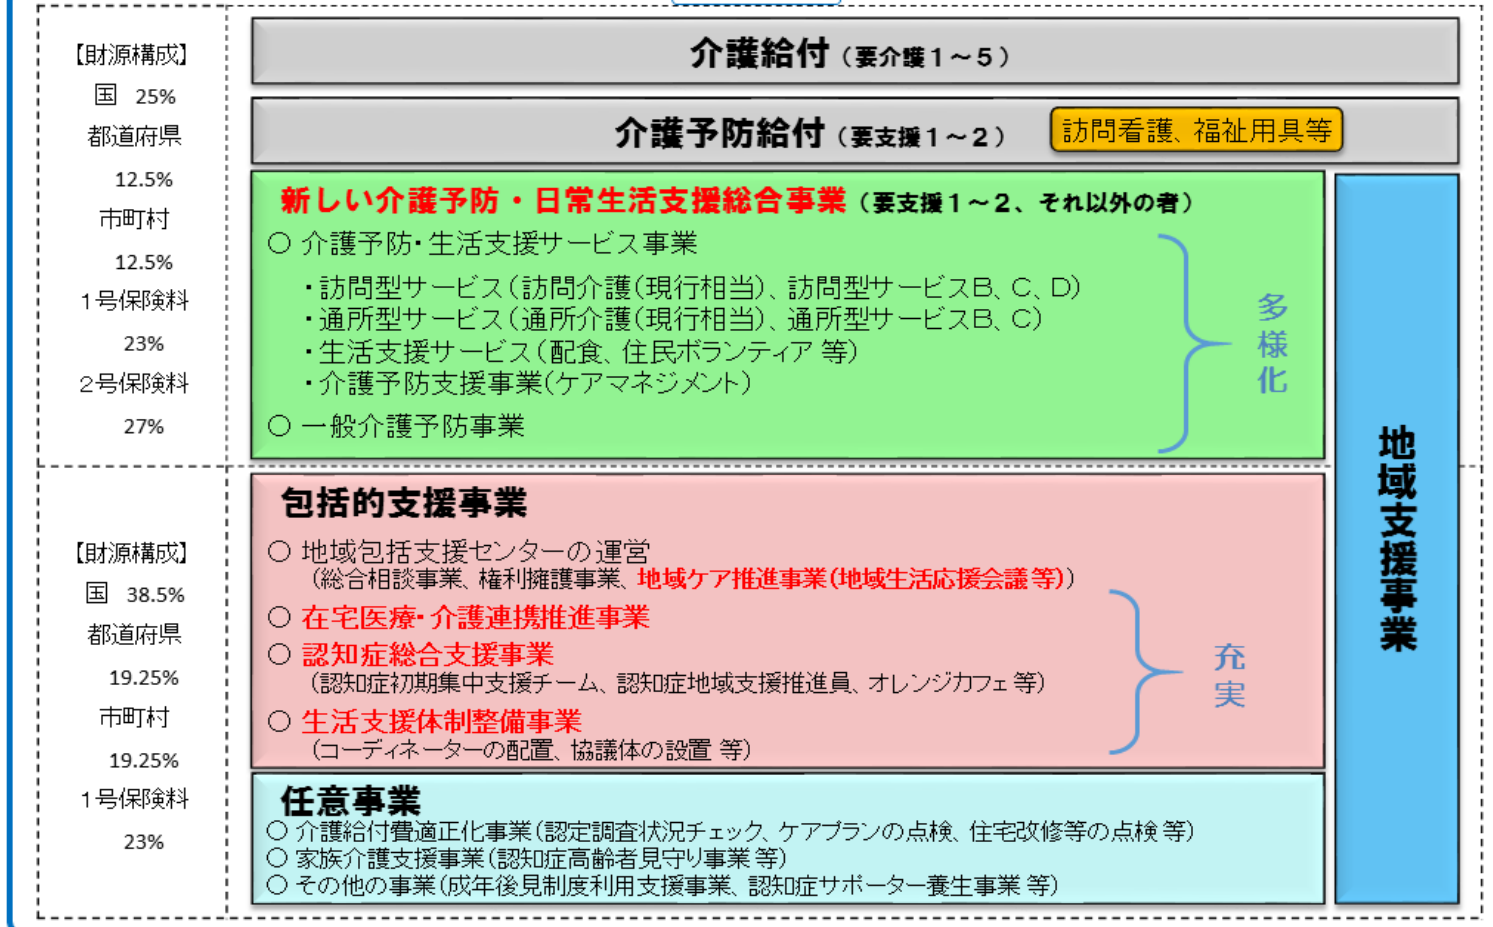 【財源構成】
国 25%
都道府県
12.5%
市町村
12.5%
1号保険料
23%
2号保険料
27%
介護給付（要介護１～５）
介護予防給付（要支援１～２）
訪問看護、福祉用具等
新しい介護予防・日常生活支援総合事業（要支援１～２、それ以外の者）
○ 介護予防・生活支援サービス事業
・訪問型サービス（訪問介護（現行相当）、訪問型サービスＢ、Ｃ、Ｄ）
・通所型サービス（通所介護（現行相当）、通所型サービスＢ、Ｃ）
・生活支援サービス（配食、住民ボランティア 等）
・介護予防支援事業（ケアマネジメント）
○ 一般介護予防事業
多様化
地域支援事業
【財源構成】
国 38.5%
都道府県
19.25%
市町村
19.25%
1号保険料
23%
包括的支援事業
○ 地域包括支援センターの運営
（総合相談事業、権利擁護事業、地域ケア推進事業（地域生活応援会議 等））
○ 在宅医療・介護連携推進事業
○ 認知症総合支援事業
（認知症初期集中支援チーム、認知症地域支援推進員、オレンジカフェ 等）
○ 生活支援体制整備事業
（コーディネーターの配置、協議体の設置 等）
充実
任意事業
○ 介護給付費適正化事業（認定調査状況チェック、ケアプランの点検、住宅改修等の点検 等）
○ 家族介護支援事業（認知症高齢者見守り事業 等）
○ その他の事業（成年後見制度利用支援事業、認知症サポーター養生事業 等）